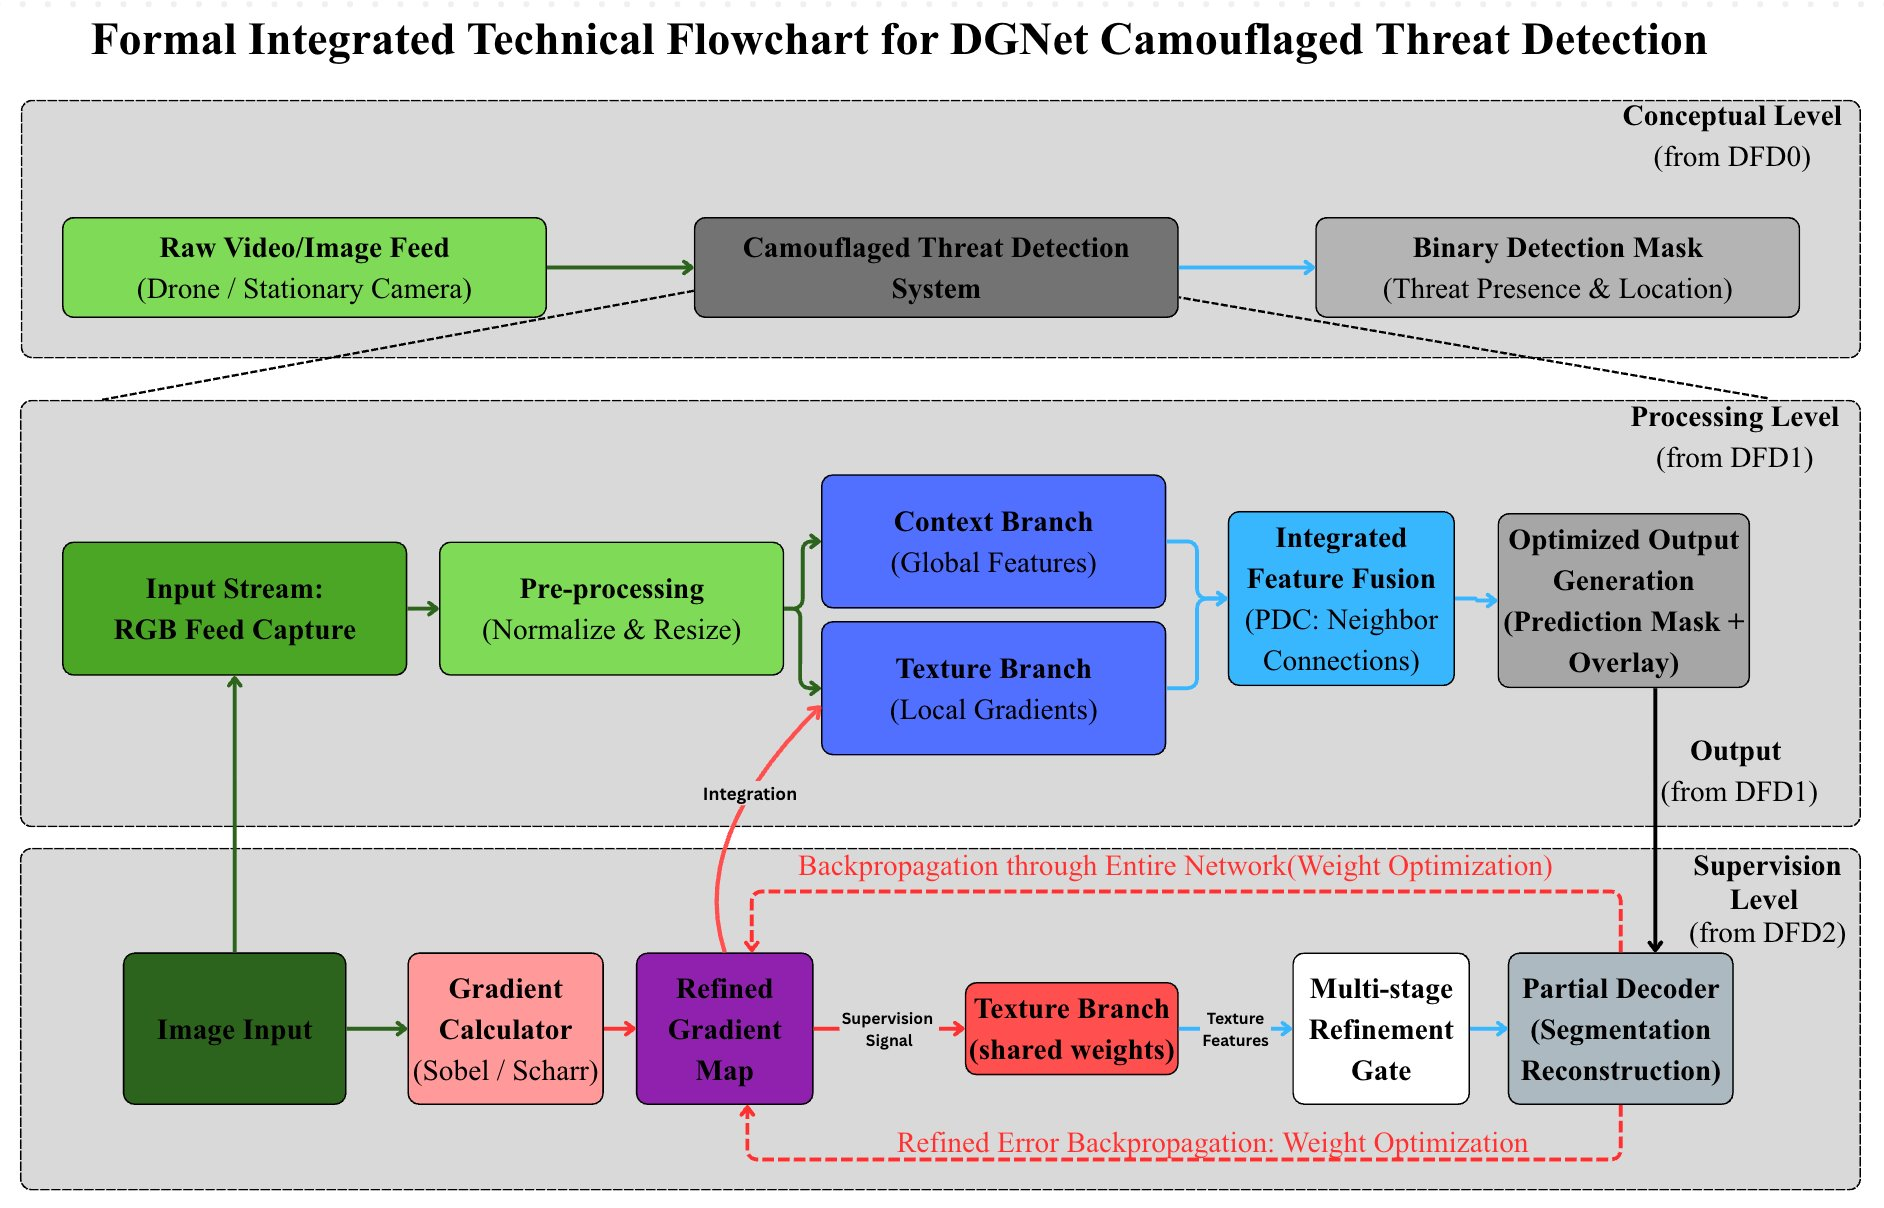 Formal Integrated Technical Flowchart for DGNet Camouflaged Threat Detection
Conceptual Level
(from DFD0)
Raw Video/Image Feed
(Drone / Stationary Camera)
Camouflaged Threat Detection
System
Binary Detection Mask
(Threat Presence & Location)
Processing Level
(from DFD1)
Input Stream:
RGB Feed Capture
Pre-processing
(Normalize & Resize)
Context Branch
(Global Features)
Texture Branch
(Local Gradients)
Integrated
Feature Fusion
(PDC: Neighbor
Connections)
Optimized Output
Generation
(Prediction Mask +
Overlay)
Integration
Output
(from DFD1)
Backpropagation through Entire Network(Weight Optimization)
Supervision
Level
(from DFD2)
Image Input
Gradient
Calculator
(Sobel / Scharr)
Refined
Gradient
Map
Supervision
Signal
Texture Branch
(shared weights)
Texture
Features
Multi-stage
Refinement
Gate
Partial Decoder
(Segmentation
Reconstruction)
Refined Error Backpropagation: Weight Optimization